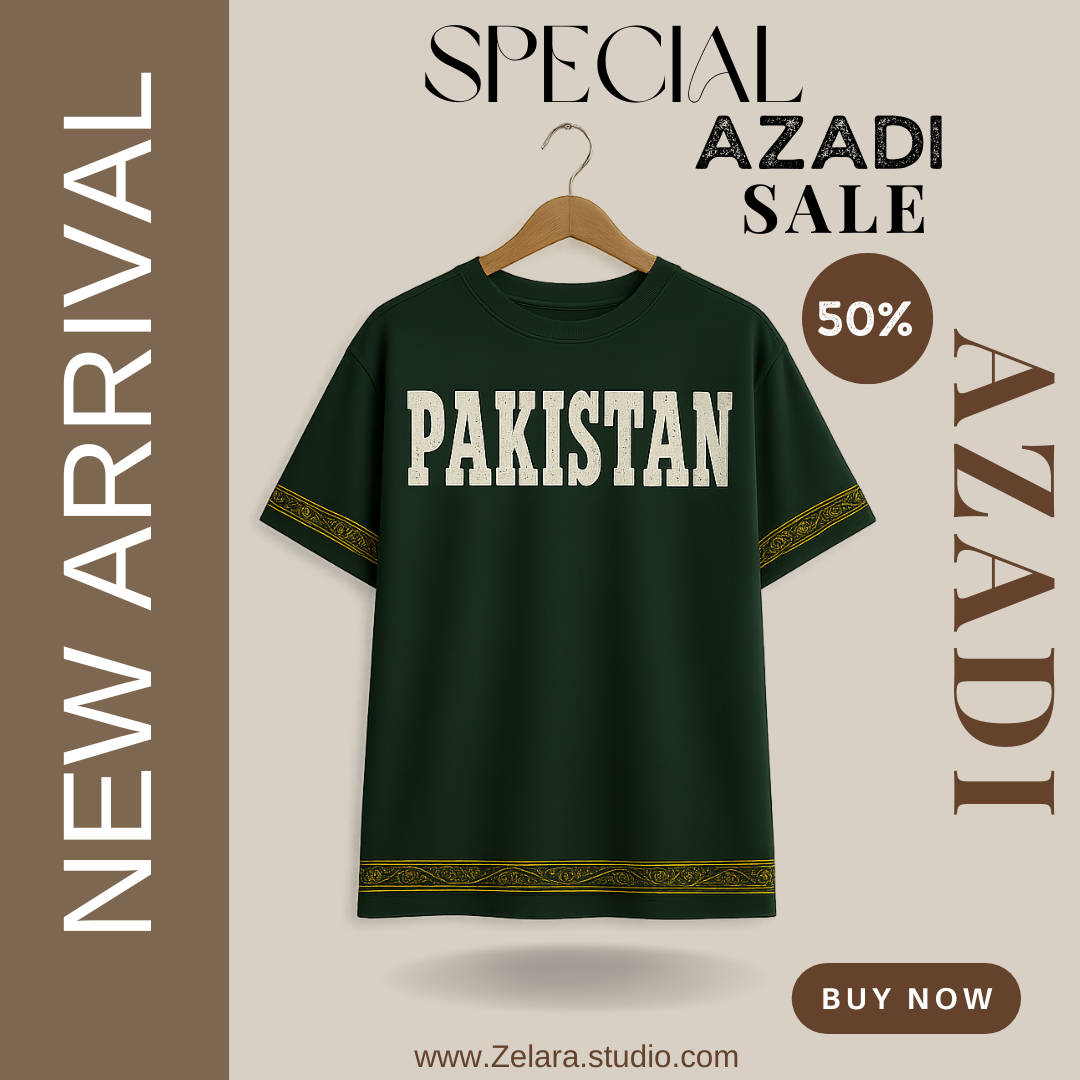 NEW ARRIVAL
SPECIAL
AZADI
SALE
50%
PAKISTAN
AZADI
BUY NOW
www.Zelara.studio.com